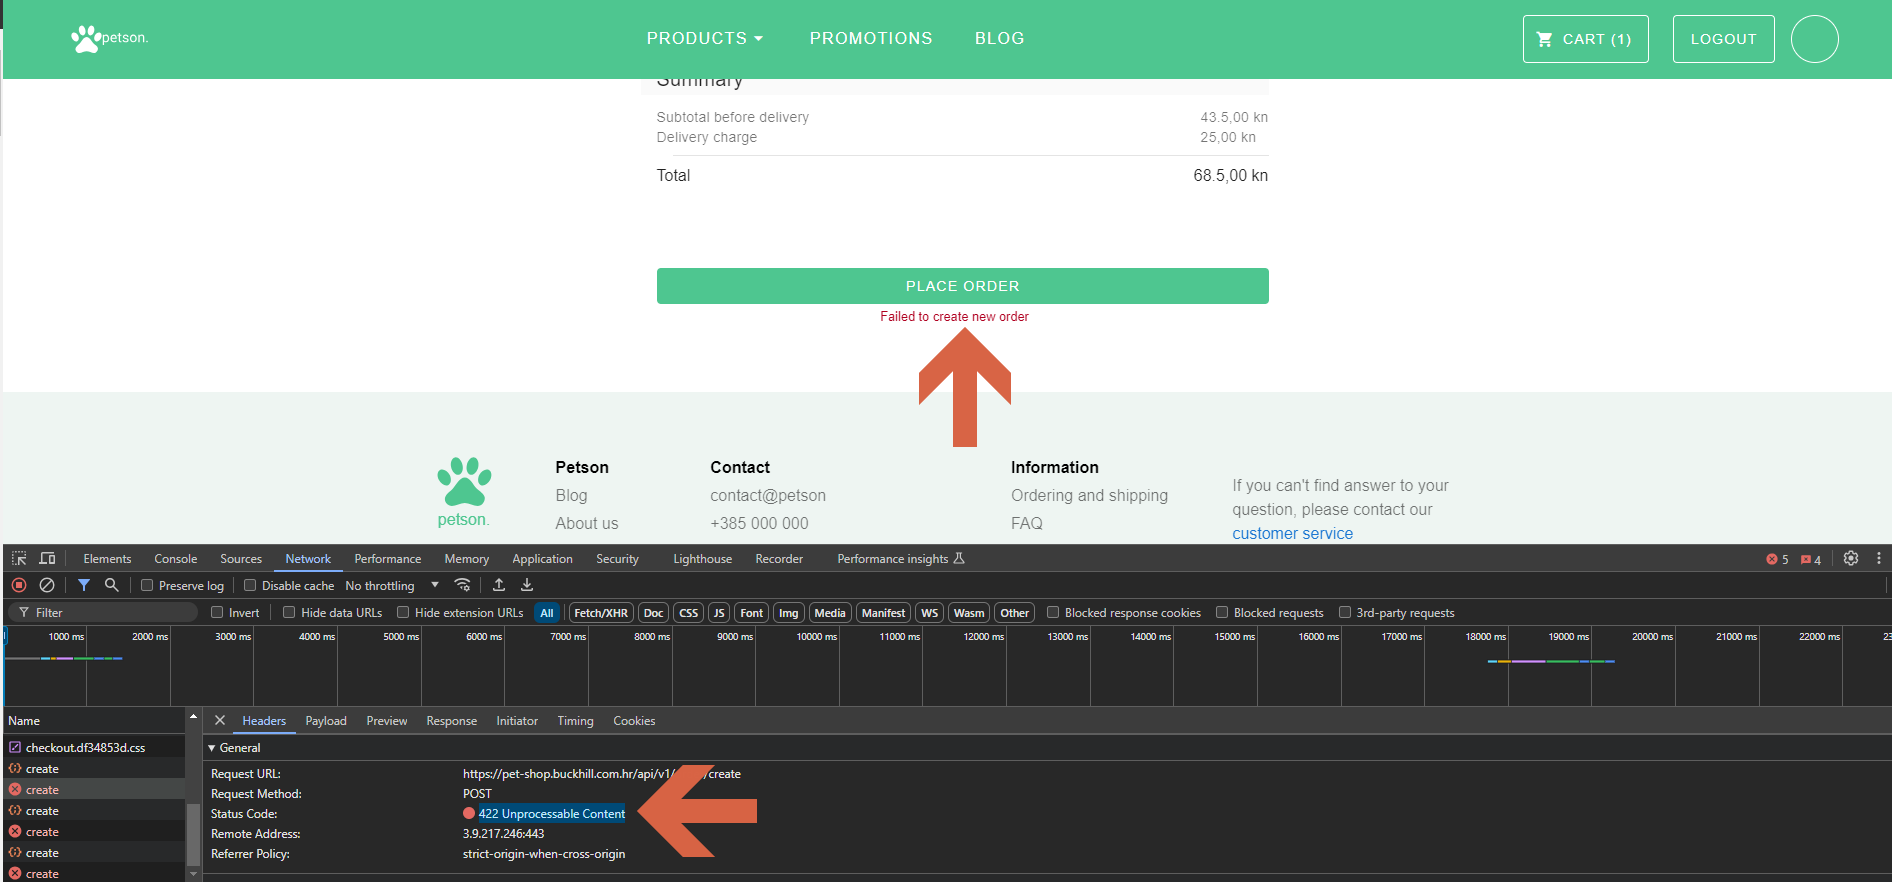 petson.
PRODUCTS
PROMOTIONS
BLOG
CART (1)
LOGOUT
Summary
Subtotal before delivery 43.5,00 kn
Delivery charge 25,00 kn
Total 68.5,00 kn
PLACE ORDER
Failed to create new order
petson.
Petson
Blog
About us
Contact
contact@petson
+385 000 000
Information
Ordering and shipping
FAQ
If you can't find answer to your
question, please contact our
customer service
Elements Console Sources Network Performance Memory Application Security Lighthouse Recorder Performance insights 5 4
Preserve log Disable cache No throttling
Filter Invert Hide data URLs Hide extension URLs All Fetch/XHR Doc CSS JS Font Img Media Manifest WS Wasm Other Blocked response cookies Blocked requests 3rd-party requests
1000 ms 2000 ms 3000 ms 4000 ms 5000 ms 6000 ms 7000 ms 8000 ms 9000 ms 10000 ms 11000 ms 12000 ms 13000 ms 14000 ms 15000 ms 16000 ms 17000 ms 18000 ms 19000 ms 20000 ms 21000 ms 22000 ms 23
Name
checkout.df34853d.css
create
create
create
create
create
create
Headers Payload Preview Response Initiator Timing Cookies
General
Request URL: https://pet-shop.buckhill.com.hr/api/v1/ /create
Request Method: POST
Status Code: 422 Unprocessable Content
Remote Address: 3.9.217.246:443
Referrer Policy: strict-origin-when-cross-origin